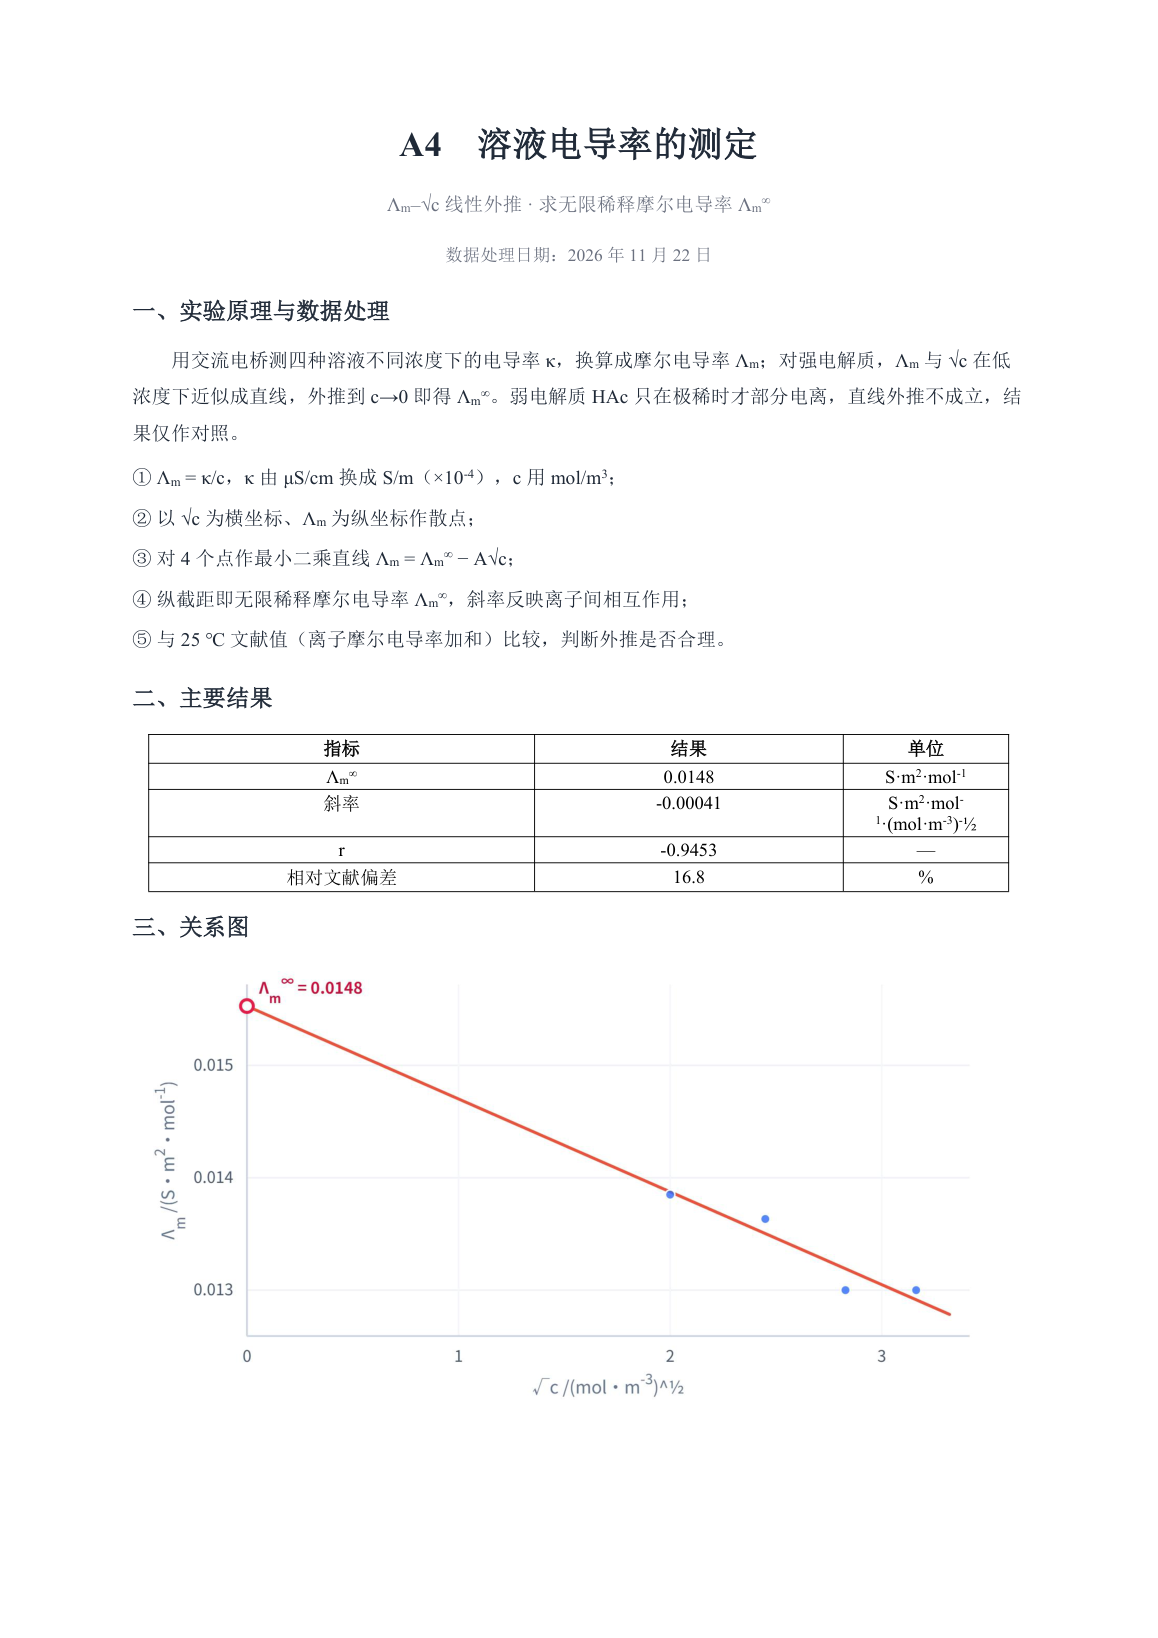 A4 溶液电导率的测定
Λₘ–√c 线性外推 · 求无限稀释摩尔电导率 Λₘ∞
数据处理日期：2026 年 11 月 22 日
一、实验原理与数据处理
用交流电桥测四种溶液不同浓度下的电导率 κ，换算成摩尔电导率 Λₘ；对强电解质，Λₘ 与 √c 在低
浓度下近似成直线，外推到 c→0 即得 Λₘ∞。弱电解质 HAc 只在极稀时才部分电离，直线外推不成立，结
果仅作对照。
① Λₘ = κ/c，κ 由 μS/cm 换成 S/m（×10⁻⁴），c 用 mol/m³；
② 以 √c 为横坐标、Λₘ 为纵坐标作散点；
③ 对 4 个点作最小二乘直线 Λₘ = Λₘ∞ − A√c；
④ 纵截距即无限稀释摩尔电导率 Λₘ∞，斜率反映离子间相互作用；
⑤ 与 25 ℃ 文献值（离子摩尔电导率加和）比较，判断外推是否合理。
二、主要结果
指标 结果 单位
Λₘ∞ 0.0148 S·m²·mol⁻¹
斜率 -0.00041 S·m²·mol⁻
¹·(mol·m⁻³)⁻½
r -0.9453 —
相对文献偏差 16.8 %
三、关系图
Λₘ∞ = 0.0148
0.015
0.014
0.013
Λₘ /(S • m² • mol⁻¹)
0 1 2 3
√c /(mol • m⁻³)^½